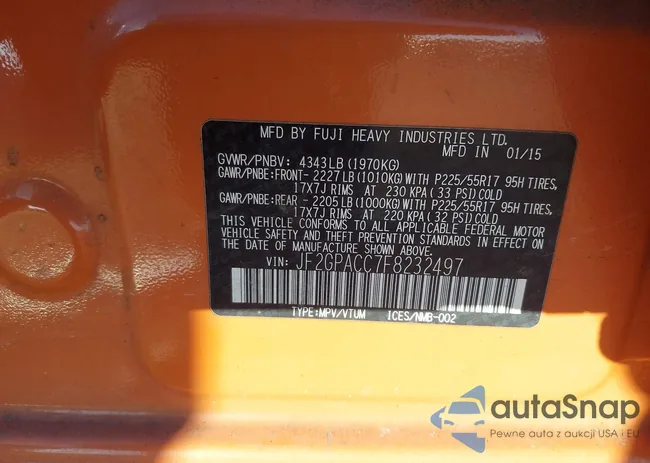 MFD BY FUJI HEAVY INDUSTRIES LTD.
MFD IN 01/15
GVWR/PNBV: 4343LB(1970KG)
GAWR/PNBE:FRONT- 2227LB(1010KG)WITH P225/55R17 95H TIRES,
17X7J RIMS AT 230 KPA(33 PSI)COLD
GAWR/PNBE:REAR - 2205LB(1000KG)WITH P225/55R17 95H TIRES,
17X7J RIMS AT 220 KPA(32 PSI)COLD
THIS VEHICLE CONFORMS TO ALL APPLICABLE FEDERAL MOTOR
VEHICLE SAFETY AND THEFT PREVENTION STANDARDS IN EFFECT ON
THE DATE OF MANUFACTURE SHOWN ABOVE.
VIN: JF2GPACC7F8232497
TYPE:MPV/VTUM ICES/NMB-002
autaSnap
Pewne auta z aukcji USA i EU